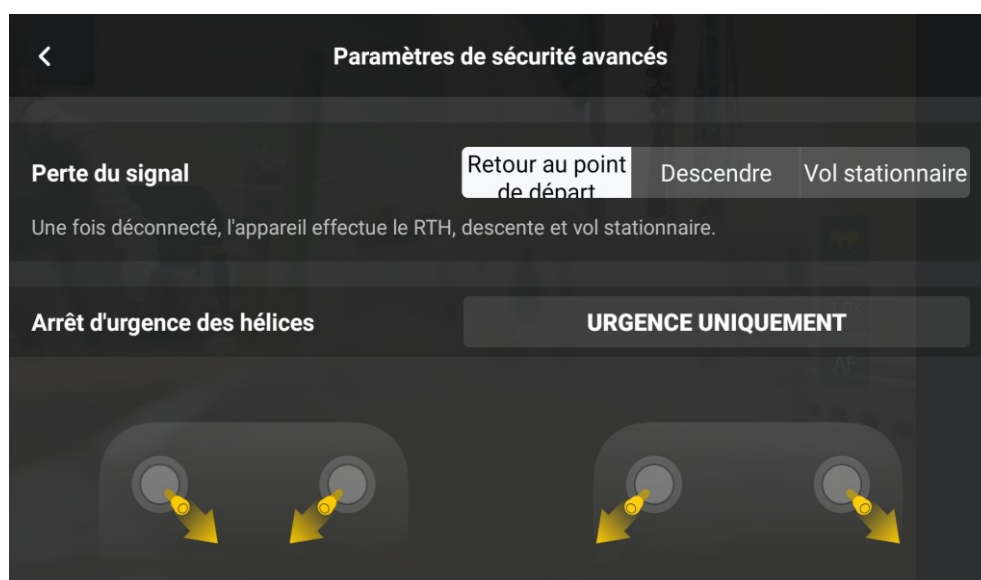 Paramètres de sécurité avancés
Perte du signal
Retour au point
de départ
Descendre
Vol stationnaire
Une fois déconnecté, l'appareil effectue le RTH, descente et vol stationnaire.
Arrêt d'urgence des hélices
URGENCE UNIQUEMENT
AF